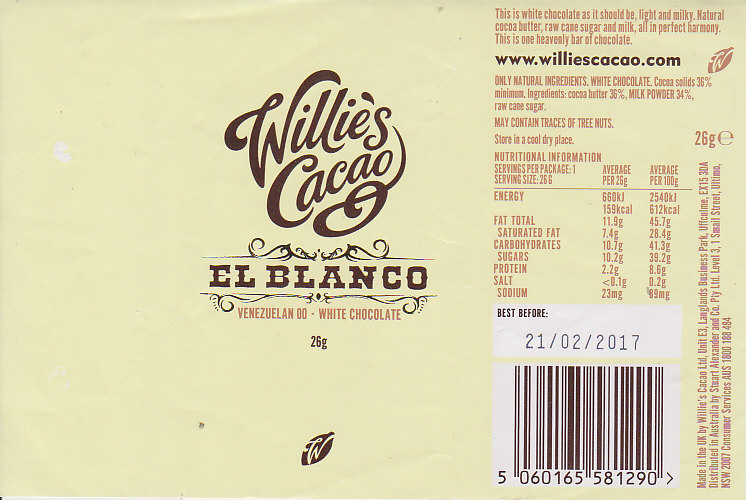 Willie's
Cacao
EL BLANCO
VENEZUELAN 00 - WHITE CHOCOLATE
26g
W
This is white chocolate as it should be, light and milky. Natural
cocoa butter, raw cane sugar and milk, all in perfect harmony.
This is one heavenly bar of chocolate.
www.williescacao.com
W
ONLY NATURAL INGREDIENTS. WHITE CHOCOLATE. Cocoa solids 36%
minimum. Ingredients: cocoa butter 36%, MILK POWDER 34%,
raw cane sugar.
MAY CONTAIN TRACES OF TREE NUTS.
Store in a cool dry place.
26g ℮
NUTRITIONAL INFORMATION
SERVINGS PER PACKAGE: 1 AVERAGE AVERAGE
SERVING SIZE: 26 G PER 26g PER 100g
ENERGY 660kJ 2540kJ
159kcal 612kcal
FAT TOTAL 11.9g 45.7g
SATURATED FAT 7.4g 28.4g
CARBOHYDRATES 10.7g 41.3g
SUGARS 10.2g 39.2g
PROTEIN 2.2g 8.6g
SALT <0.1g 0.2g
SODIUM 23mg 89mg
BEST BEFORE:
21/02/2017
5 060165 581290 >
Made in the UK by Willie's Cacao Ltd, Unit E3, Langlands Business Park, Uffculme, EX15 3DA
Distributed in Australia by Stuart Alexander and Co. Pty Ltd. Level 3, 1 Small Street, Ultimo,
NSW 2007 Consumer Services AUS 1800 188 484